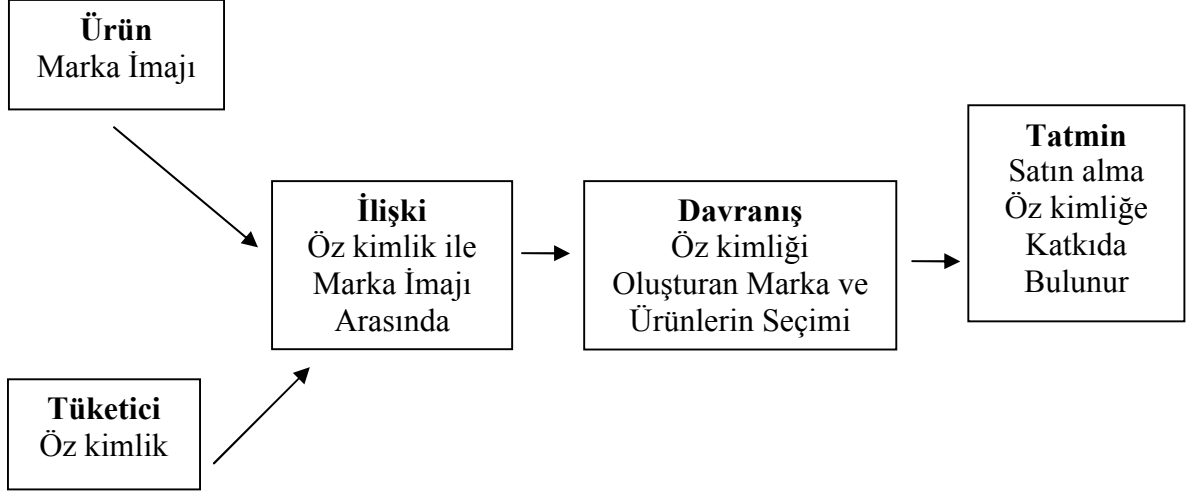 Ürün
Marka İmajı
Tüketici
Öz kimlik
İlişki
Öz kimlik ile
Marka İmajı
Arasında
Davranış
Öz kimliği
Oluşturan Marka ve
Ürünlerin Seçimi
Tatmin
Satın alma
Öz kimliğe
Katkıda
Bulunur